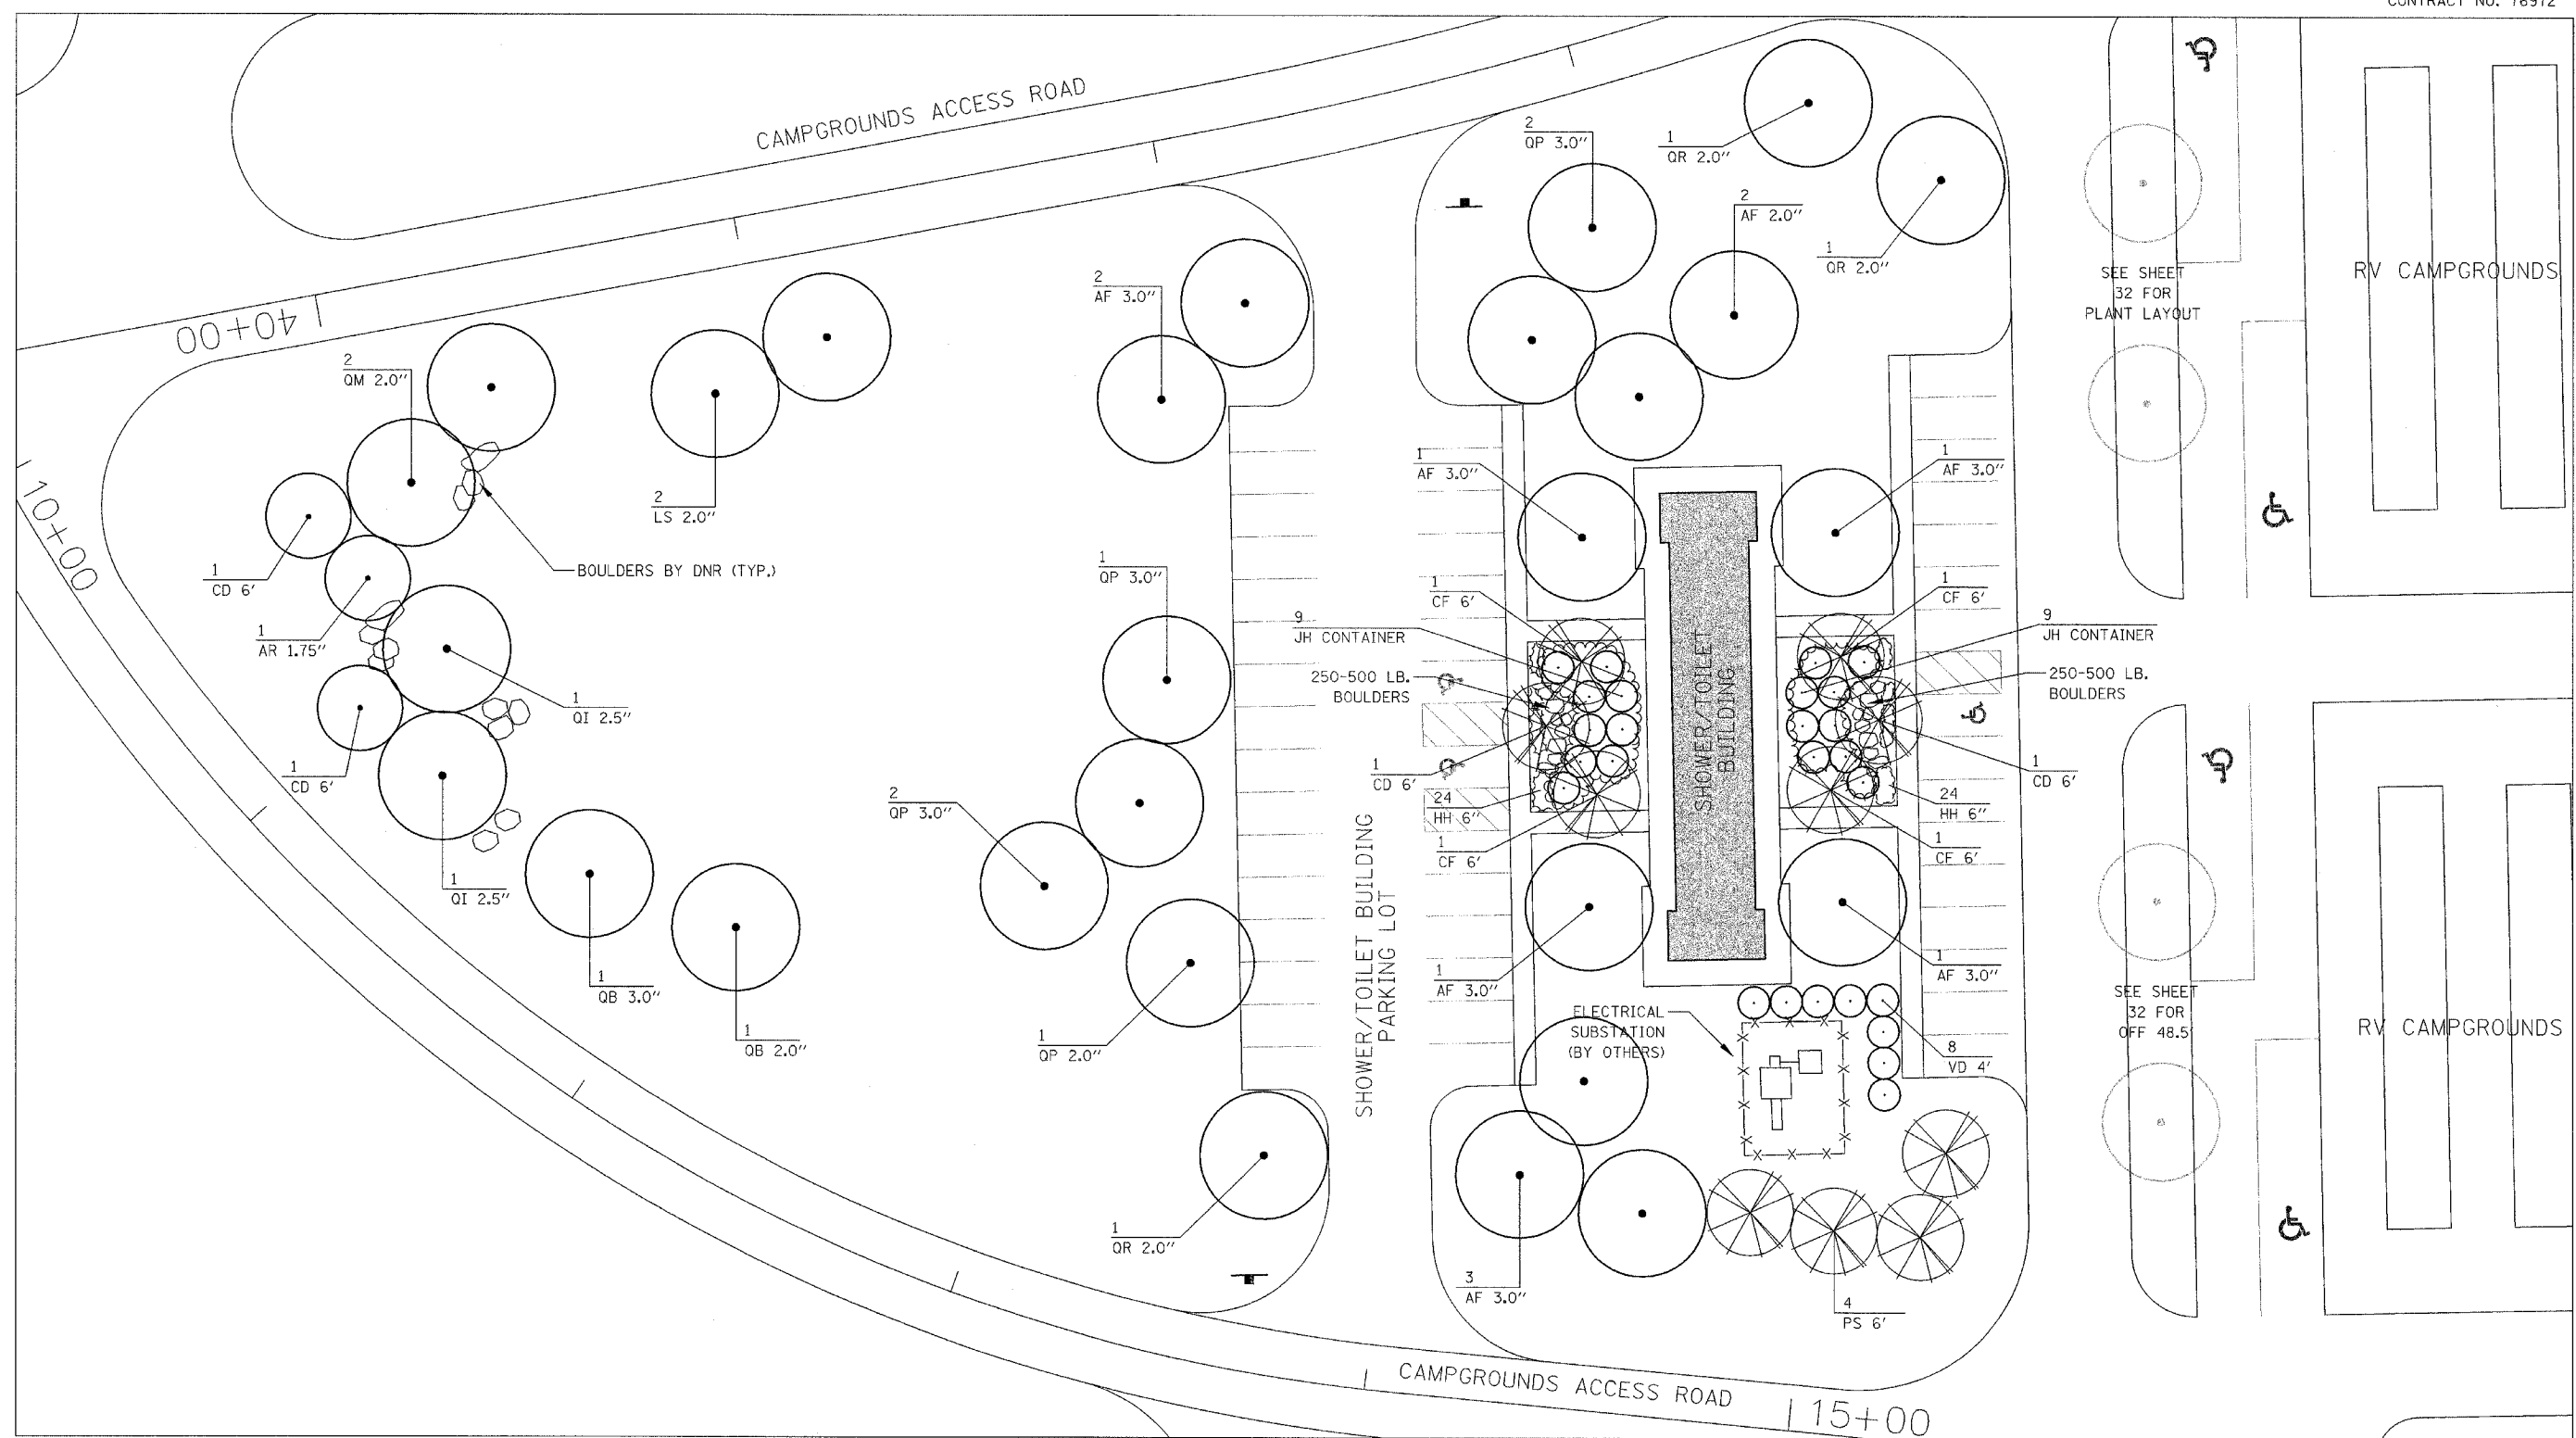 CONTRACT NO. 76912
CAMPGROUNDS ACCESS ROAD
2
QP 3.0"
1
QR 2.0"
2
AF 2.0"
1
QR 2.0"
SEE SHEET
32 FOR
PLANT LAYOUT
RV CAMPGROUNDS
2
AF 3.0"
40+00
2
QM 2.0"
10+00
2
LS 2.0"
1
AF 3.0"
1
AF 3.0"
1
CD 6'
BOULDERS BY DNR (TYP.)
1
QP 3.0"
1
CF 6'
1
CF 6'
1
AR 1.75"
9
JH CONTAINER
9
JH CONTAINER
250-500 LB.
BOULDERS
250-500 LB.
BOULDERS
SHOWER/TOILET
BUILDING
1
QI 2.5"
1
CD 6'
1
CD 6'
1
CD 6'
2
QP 3.0"
24
HH 6"
24
HH 6"
1
CF 6'
1
CF 6'
1
QI 2.5"
1
QB 3.0"
1
QB 2.0"
1
QP 2.0"
SHOWER/TOILET BUILDING
PARKING LOT
1
AF 3.0"
1
AF 3.0"
ELECTRICAL
SUBSTATION
(BY OTHERS)
8
VD 4'
SEE SHEET
32 FOR
OFF 48.5'
RV CAMPGROUNDS
1
QR 2.0"
3
AF 3.0"
4
PS 6'
CAMPGROUNDS ACCESS ROAD
15+00